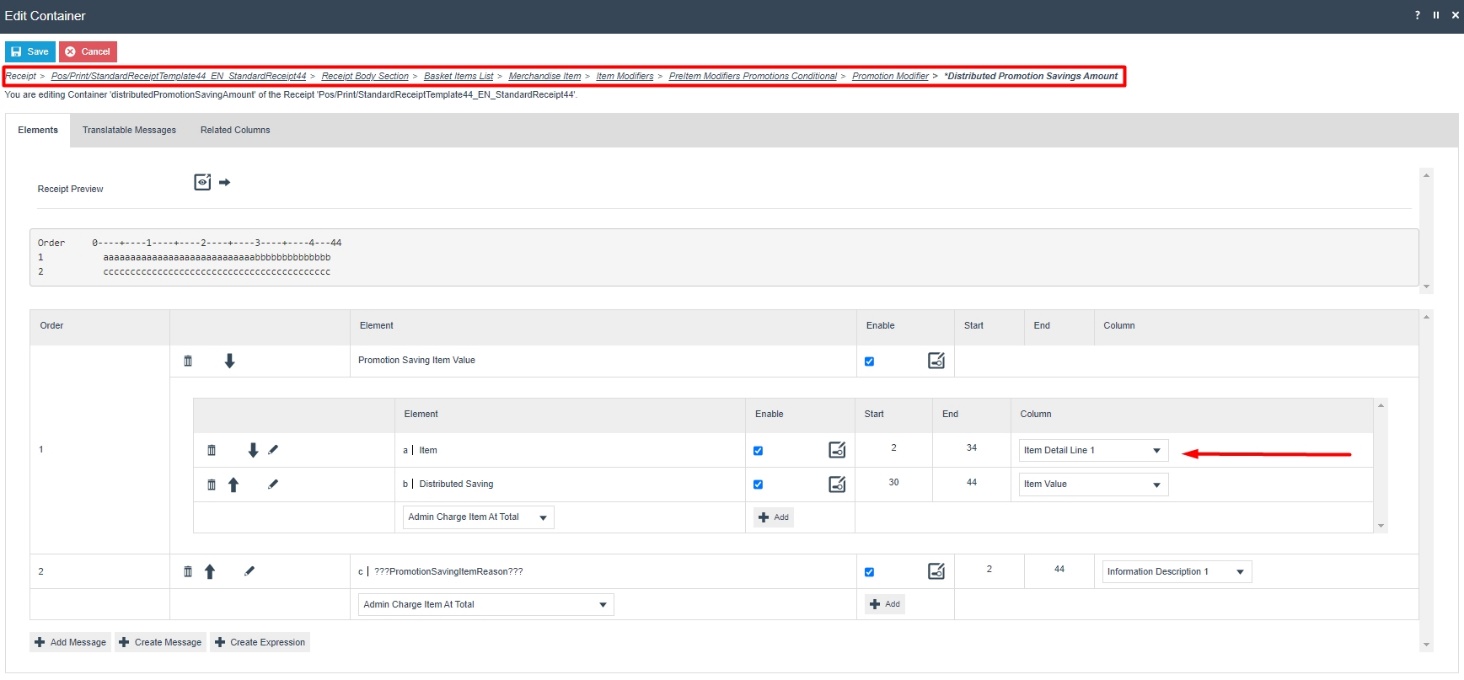 Edit Container
? II X
Save Cancel
Receipt > Pos/Print/StandardReceiptTemplate44_EN_StandardReceipt44 > Receipt Body Section > Basket Items List > Merchandise Item > Item Modifiers > PreItem Modifiers Promotions Conditional > Promotion Modifier > *Distributed Promotion Savings Amount
You are editing Container 'distributedPromotionSavingAmount' of the Receipt 'Pos/Print/StandardReceiptTemplate44_EN_StandardReceipt44'.
Elements Translatable Messages Related Columns
Receipt Preview
Order 0----+----1----+----2----+----3----+----4---44
1 aaaaaaaaaaaaaaaaaaaaaaaaaaaabbbbbbbbbbbbbb
2 cccccccccccccccccccccccccccccccccccccccccc
Order Element Enable Start End Column
Promotion Saving Item Value
Element Enable Start End Column
1 a | Item 2 34 Item Detail Line 1
b | Distributed Saving 30 44 Item Value
Admin Charge Item At Total Add
2 c | ???PromotionSavingItemReason??? 2 44 Information Description 1
Admin Charge Item At Total Add
Add Message Create Message Create Expression